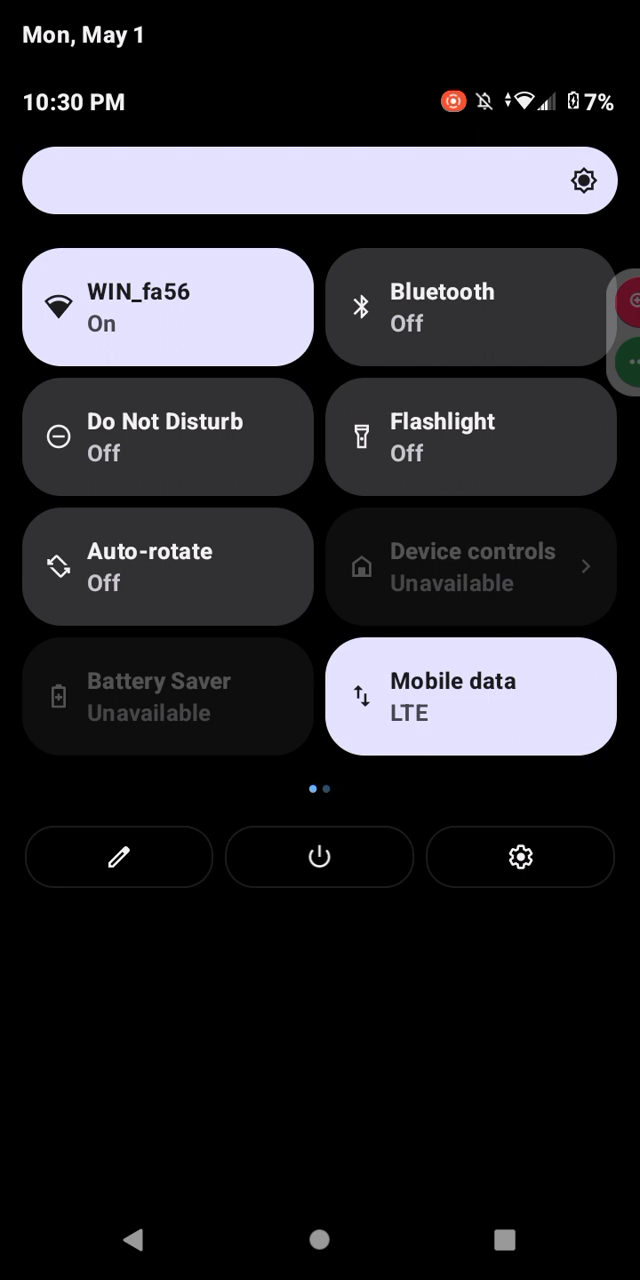 Mon, May 1
10:30 PM
7%
WIN_fa56
On
Bluetooth
Off
Do Not Disturb
Off
Flashlight
Off
Auto-rotate
Off
Device controls
Unavailable
Battery Saver
Unavailable
Mobile data
LTE